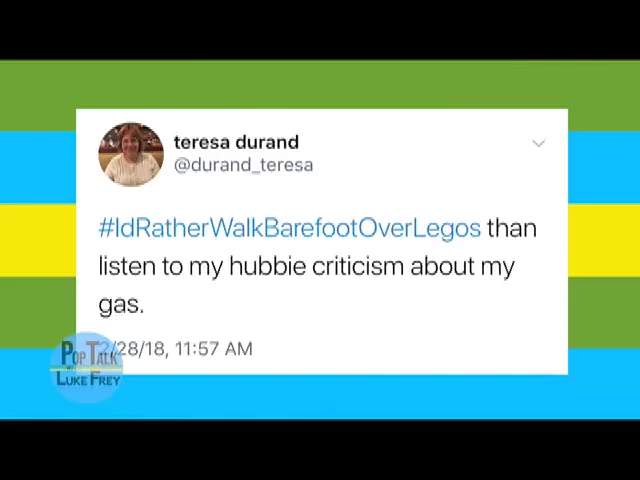 teresa durand
@durand_teresa
#IdRatherWalkBarefootOverLegos than
listen to my hubbie criticism about my
gas.
2/28/18, 11:57 AM
POP TALK
LUKE FREY